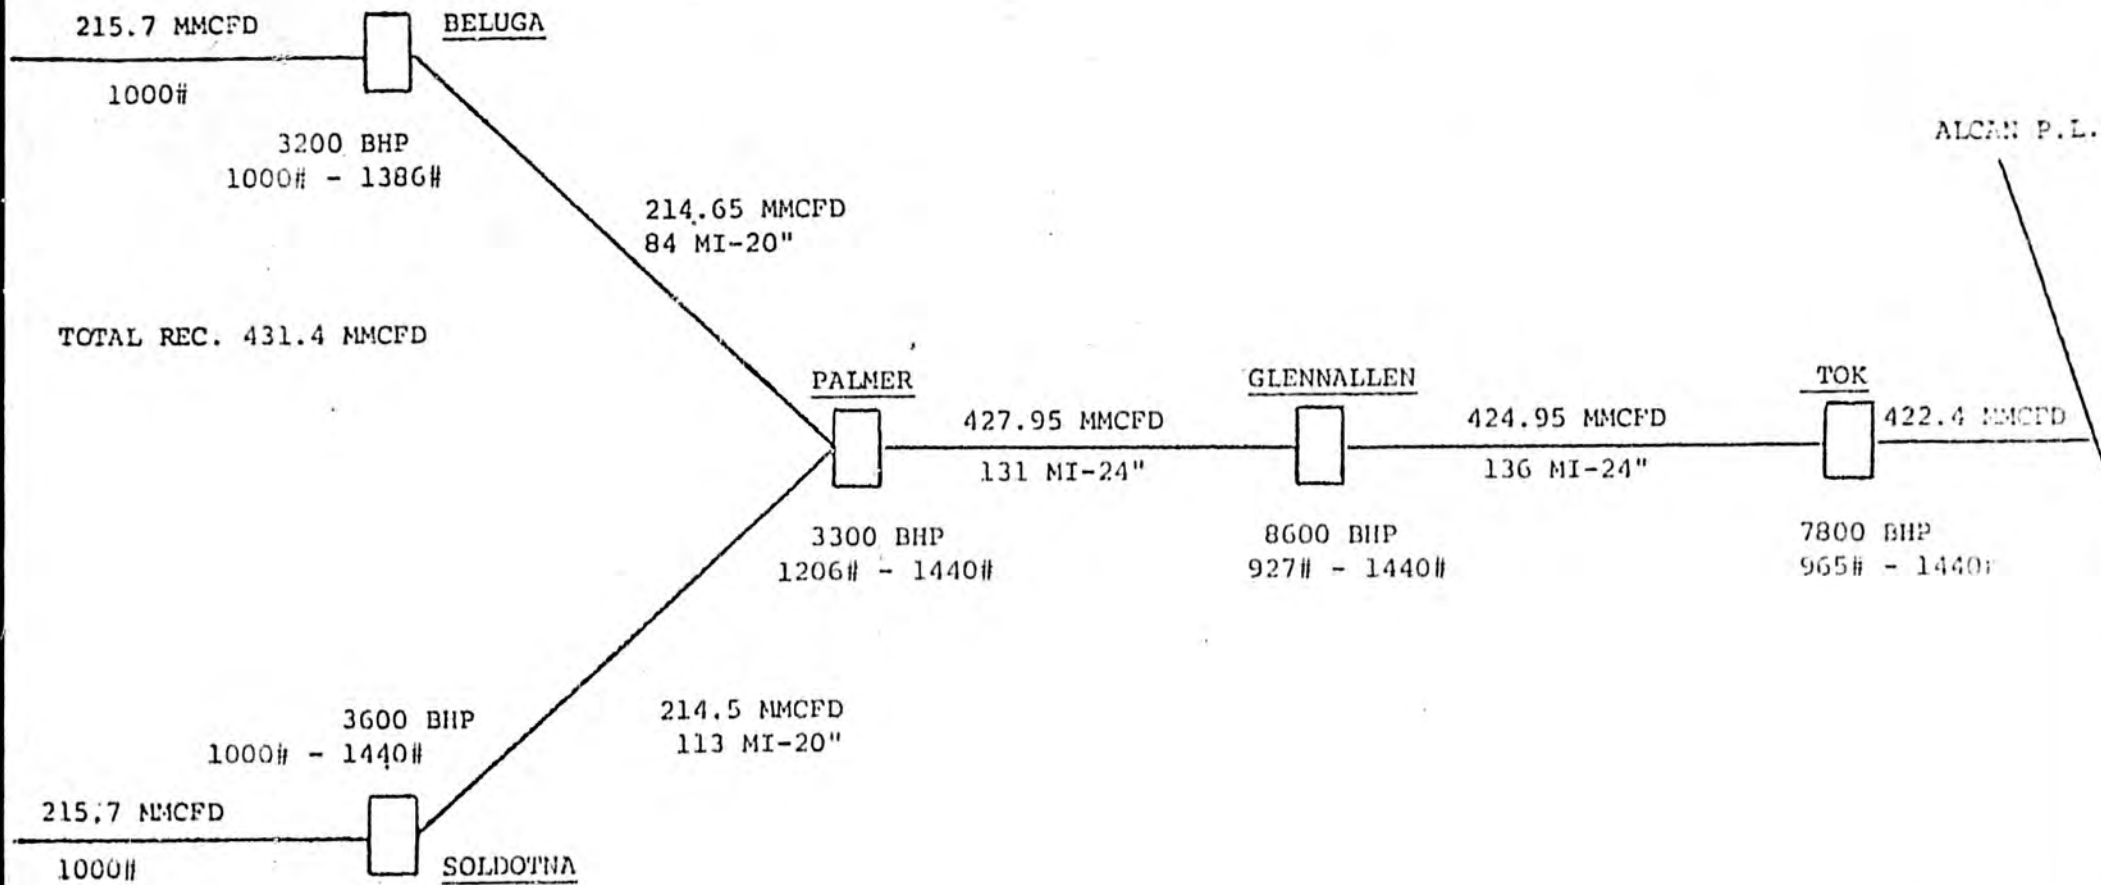 215.7 MMCFD
BELUGA
1000#
3200 BHP
1000# - 1386#
ALCAN P.L.
214.65 MMCFD
84 MI-20"
TOTAL REC. 431.4 MMCFD
PALMER
GLENNALLEN
TOK
427.95 MMCFD
424.95 MMCFD
422.4 MMCFD
131 MI-24"
136 MI-24"
3300 BHP
1206# - 1440#
8600 BHP
927# - 1440#
7800 BHP
965# - 1440#
3600 BHP
1000# - 1440#
214.5 MMCFD
113 MI-20"
215.7 MMCFD
1000#
SOLDOTNA